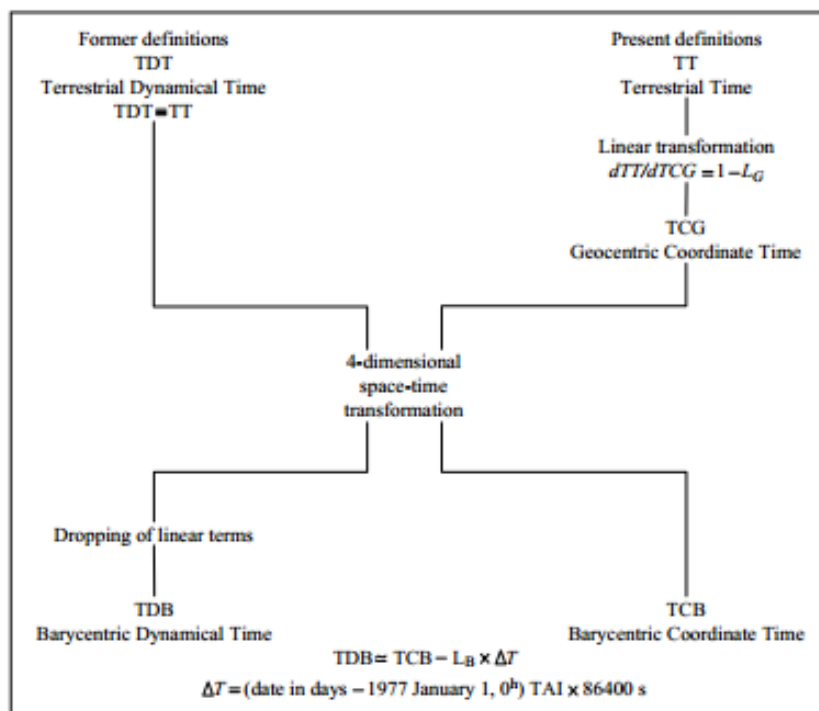 Former definitions
TDT
Terrestrial Dynamical Time
TDT=TT
Present definitions
TT
Terrestrial Time
Linear transformation
dTT/dTCG = 1 – L_G
TCG
Geocentric Coordinate Time
4-dimensional
space-time
transformation
Dropping of linear terms
TDB
Barycentric Dynamical Time
TCB
Barycentric Coordinate Time
TDB≃ TCB – L_B × ΔT
ΔT = (date in days – 1977 January 1, 0ʰ) TAI × 86400 s